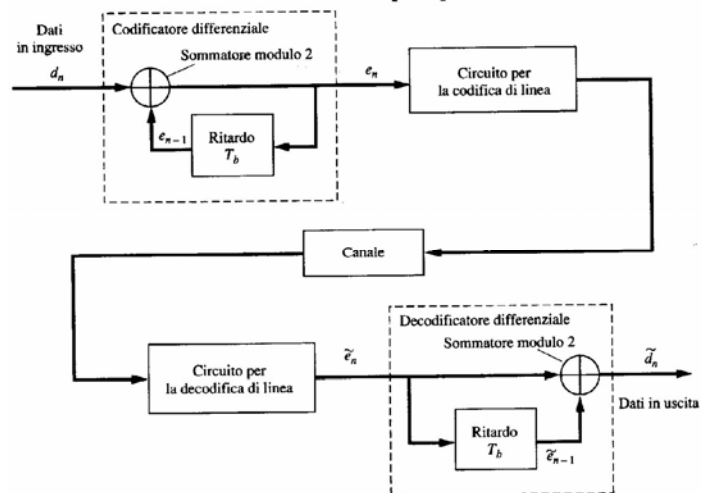 Dati
in ingresso
d_n
Codificatore differenziale
Sommatore modulo 2
e_{n-1}
Ritardo
T_b
e_n
Circuito per
la codifica di linea
Canale
Circuito per
la decodifica di linea
ẽ_n
Decodificatore differenziale
Sommatore modulo 2
Ritardo
T_b
ẽ_{n-1}
d̃_n
Dati in uscita